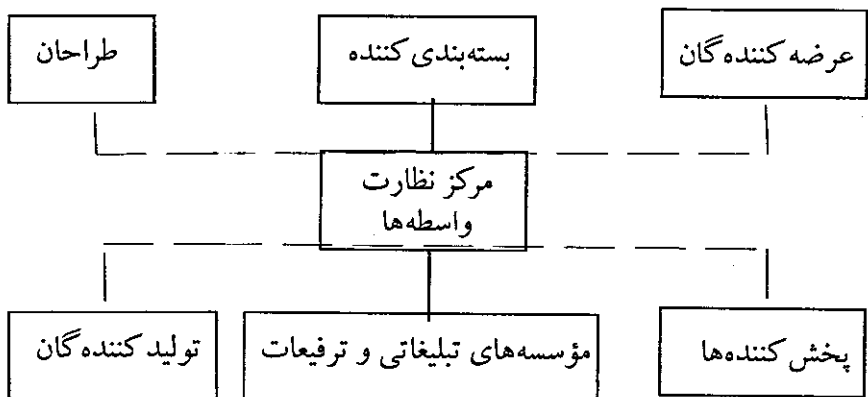 عرضه کننده‌گان
بسته‌بندی کننده
طراحان
مرکز نظارت
واسطه‌ها
پخش کننده‌ها
مؤسسه‌های تبلیغاتی و ترفیعات
تولید کننده‌گان